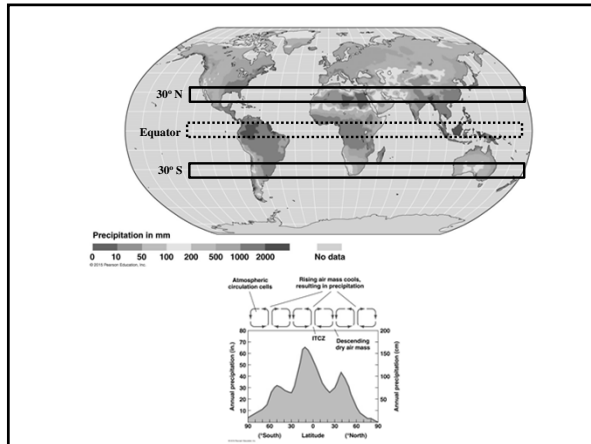 30º N
Equator
30º S
Precipitation in mm
0 10 50 100 200 500 1000 2000 No data
© 2015 Pearson Education, Inc.
Atmospheric
circulation cells
Rising air mass cools,
resulting in precipitation
ITCZ
Descending
dry air mass
Annual precipitation (in.)
80
70
60
50
40
30
20
10
200
150
100
50
Annual precipitation (cm)
90 60 30 0 30 60 90
(°South) Latitude (°North)